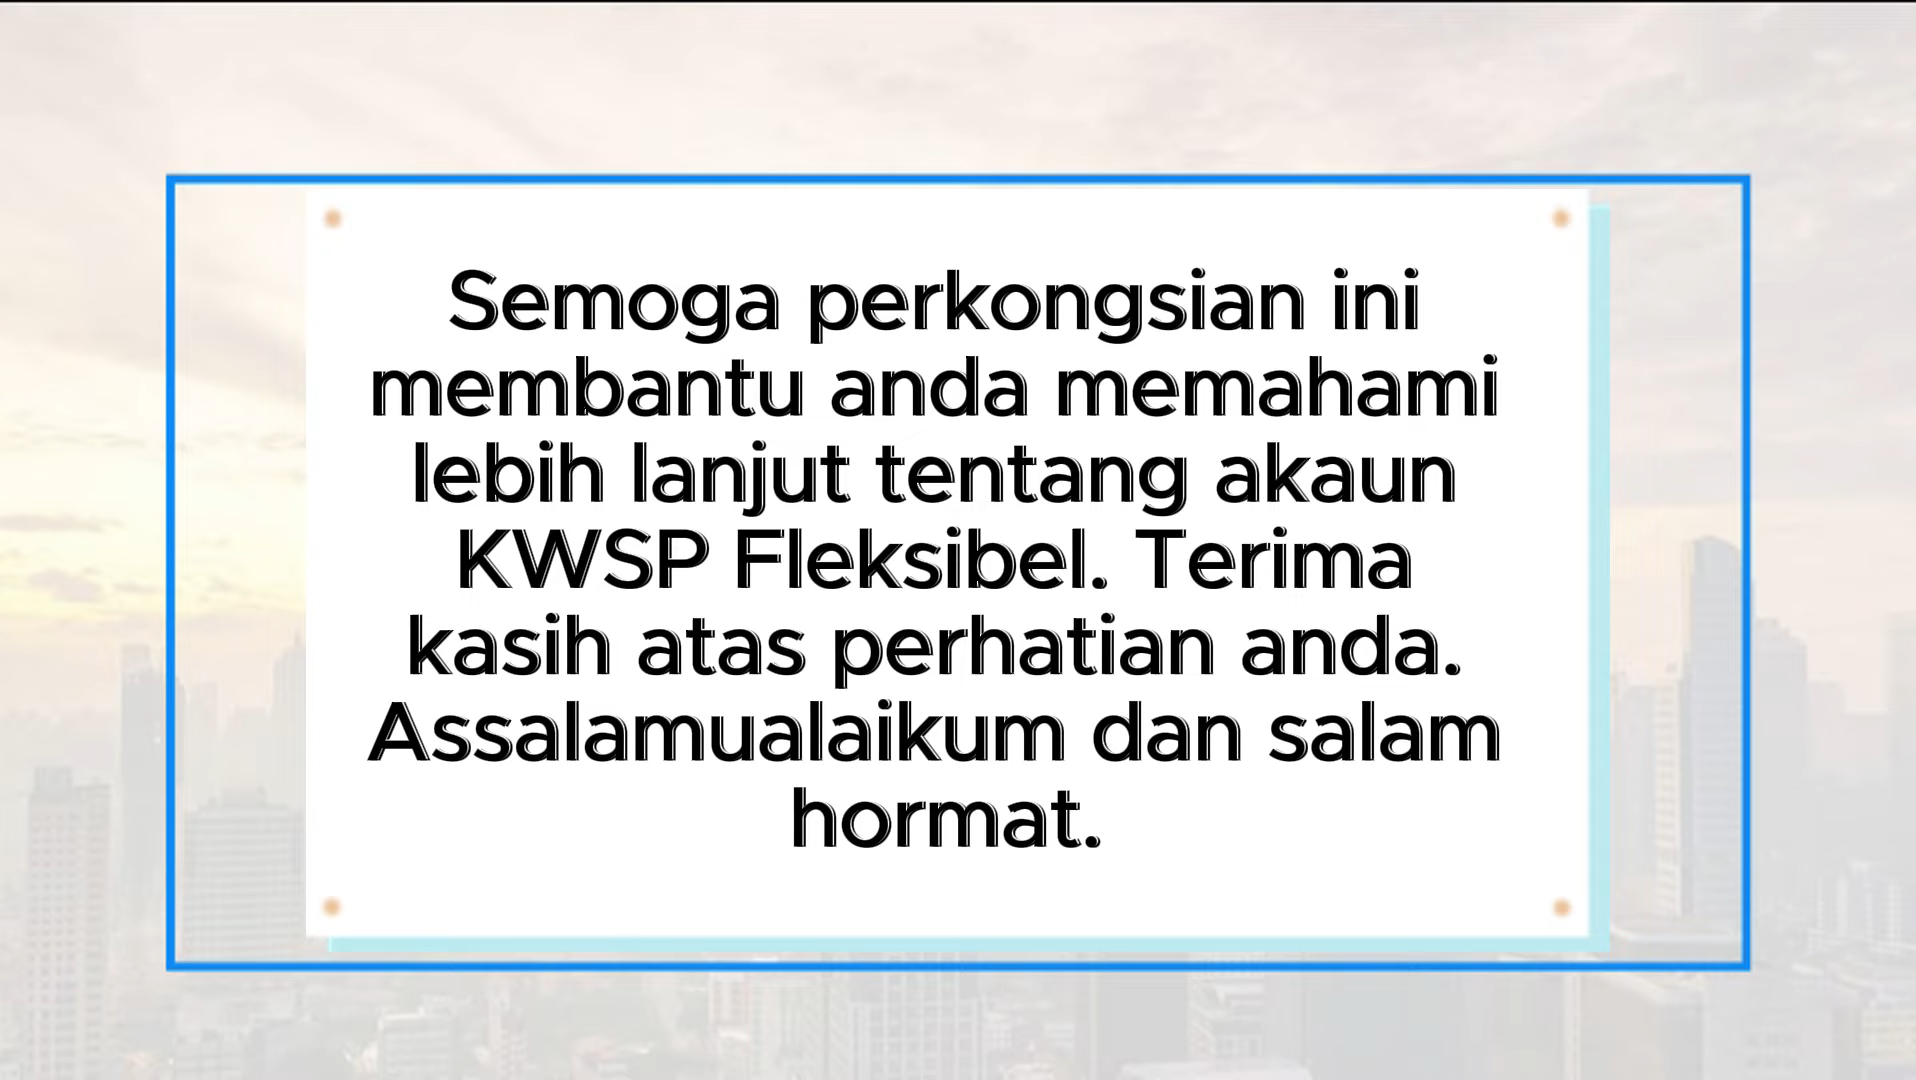 Semoga perkongsian ini
membantu anda memahami
lebih lanjut tentang akaun
KWSP Fleksibel. Terima
kasih atas perhatian anda.
Assalamualaikum dan salam
hormat.